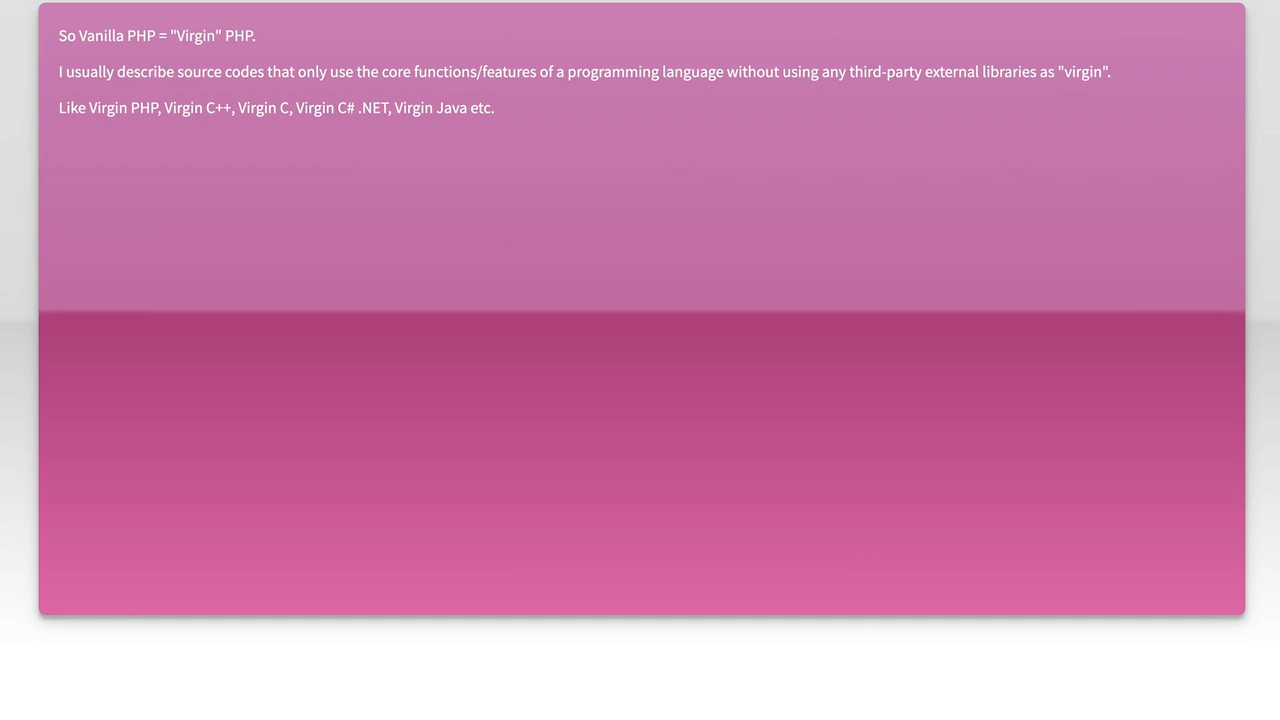 So Vanilla PHP = "Virgin" PHP.
I usually describe source codes that only use the core functions/features of a programming language without using any third-party external libraries as "virgin".
Like Virgin PHP, Virgin C++, Virgin C, Virgin C# .NET, Virgin Java etc.